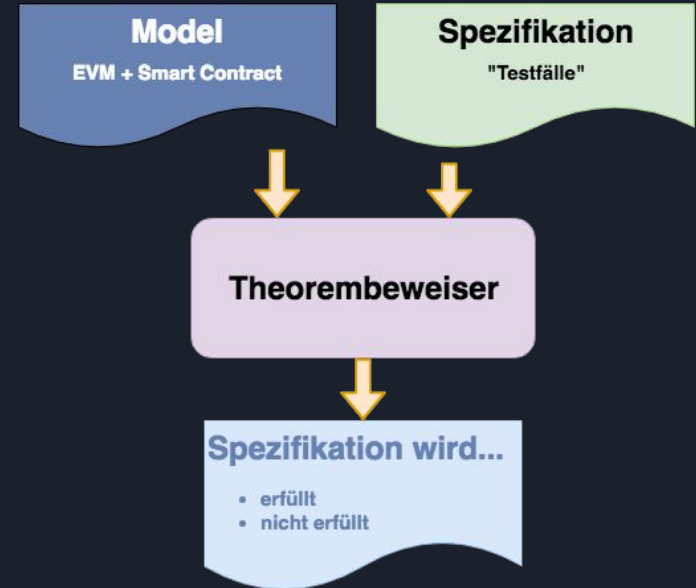 Model
EVM + Smart Contract
Spezifikation
"Testfälle"
Theorembeweiser
Spezifikation wird...
• erfüllt
• nicht erfüllt